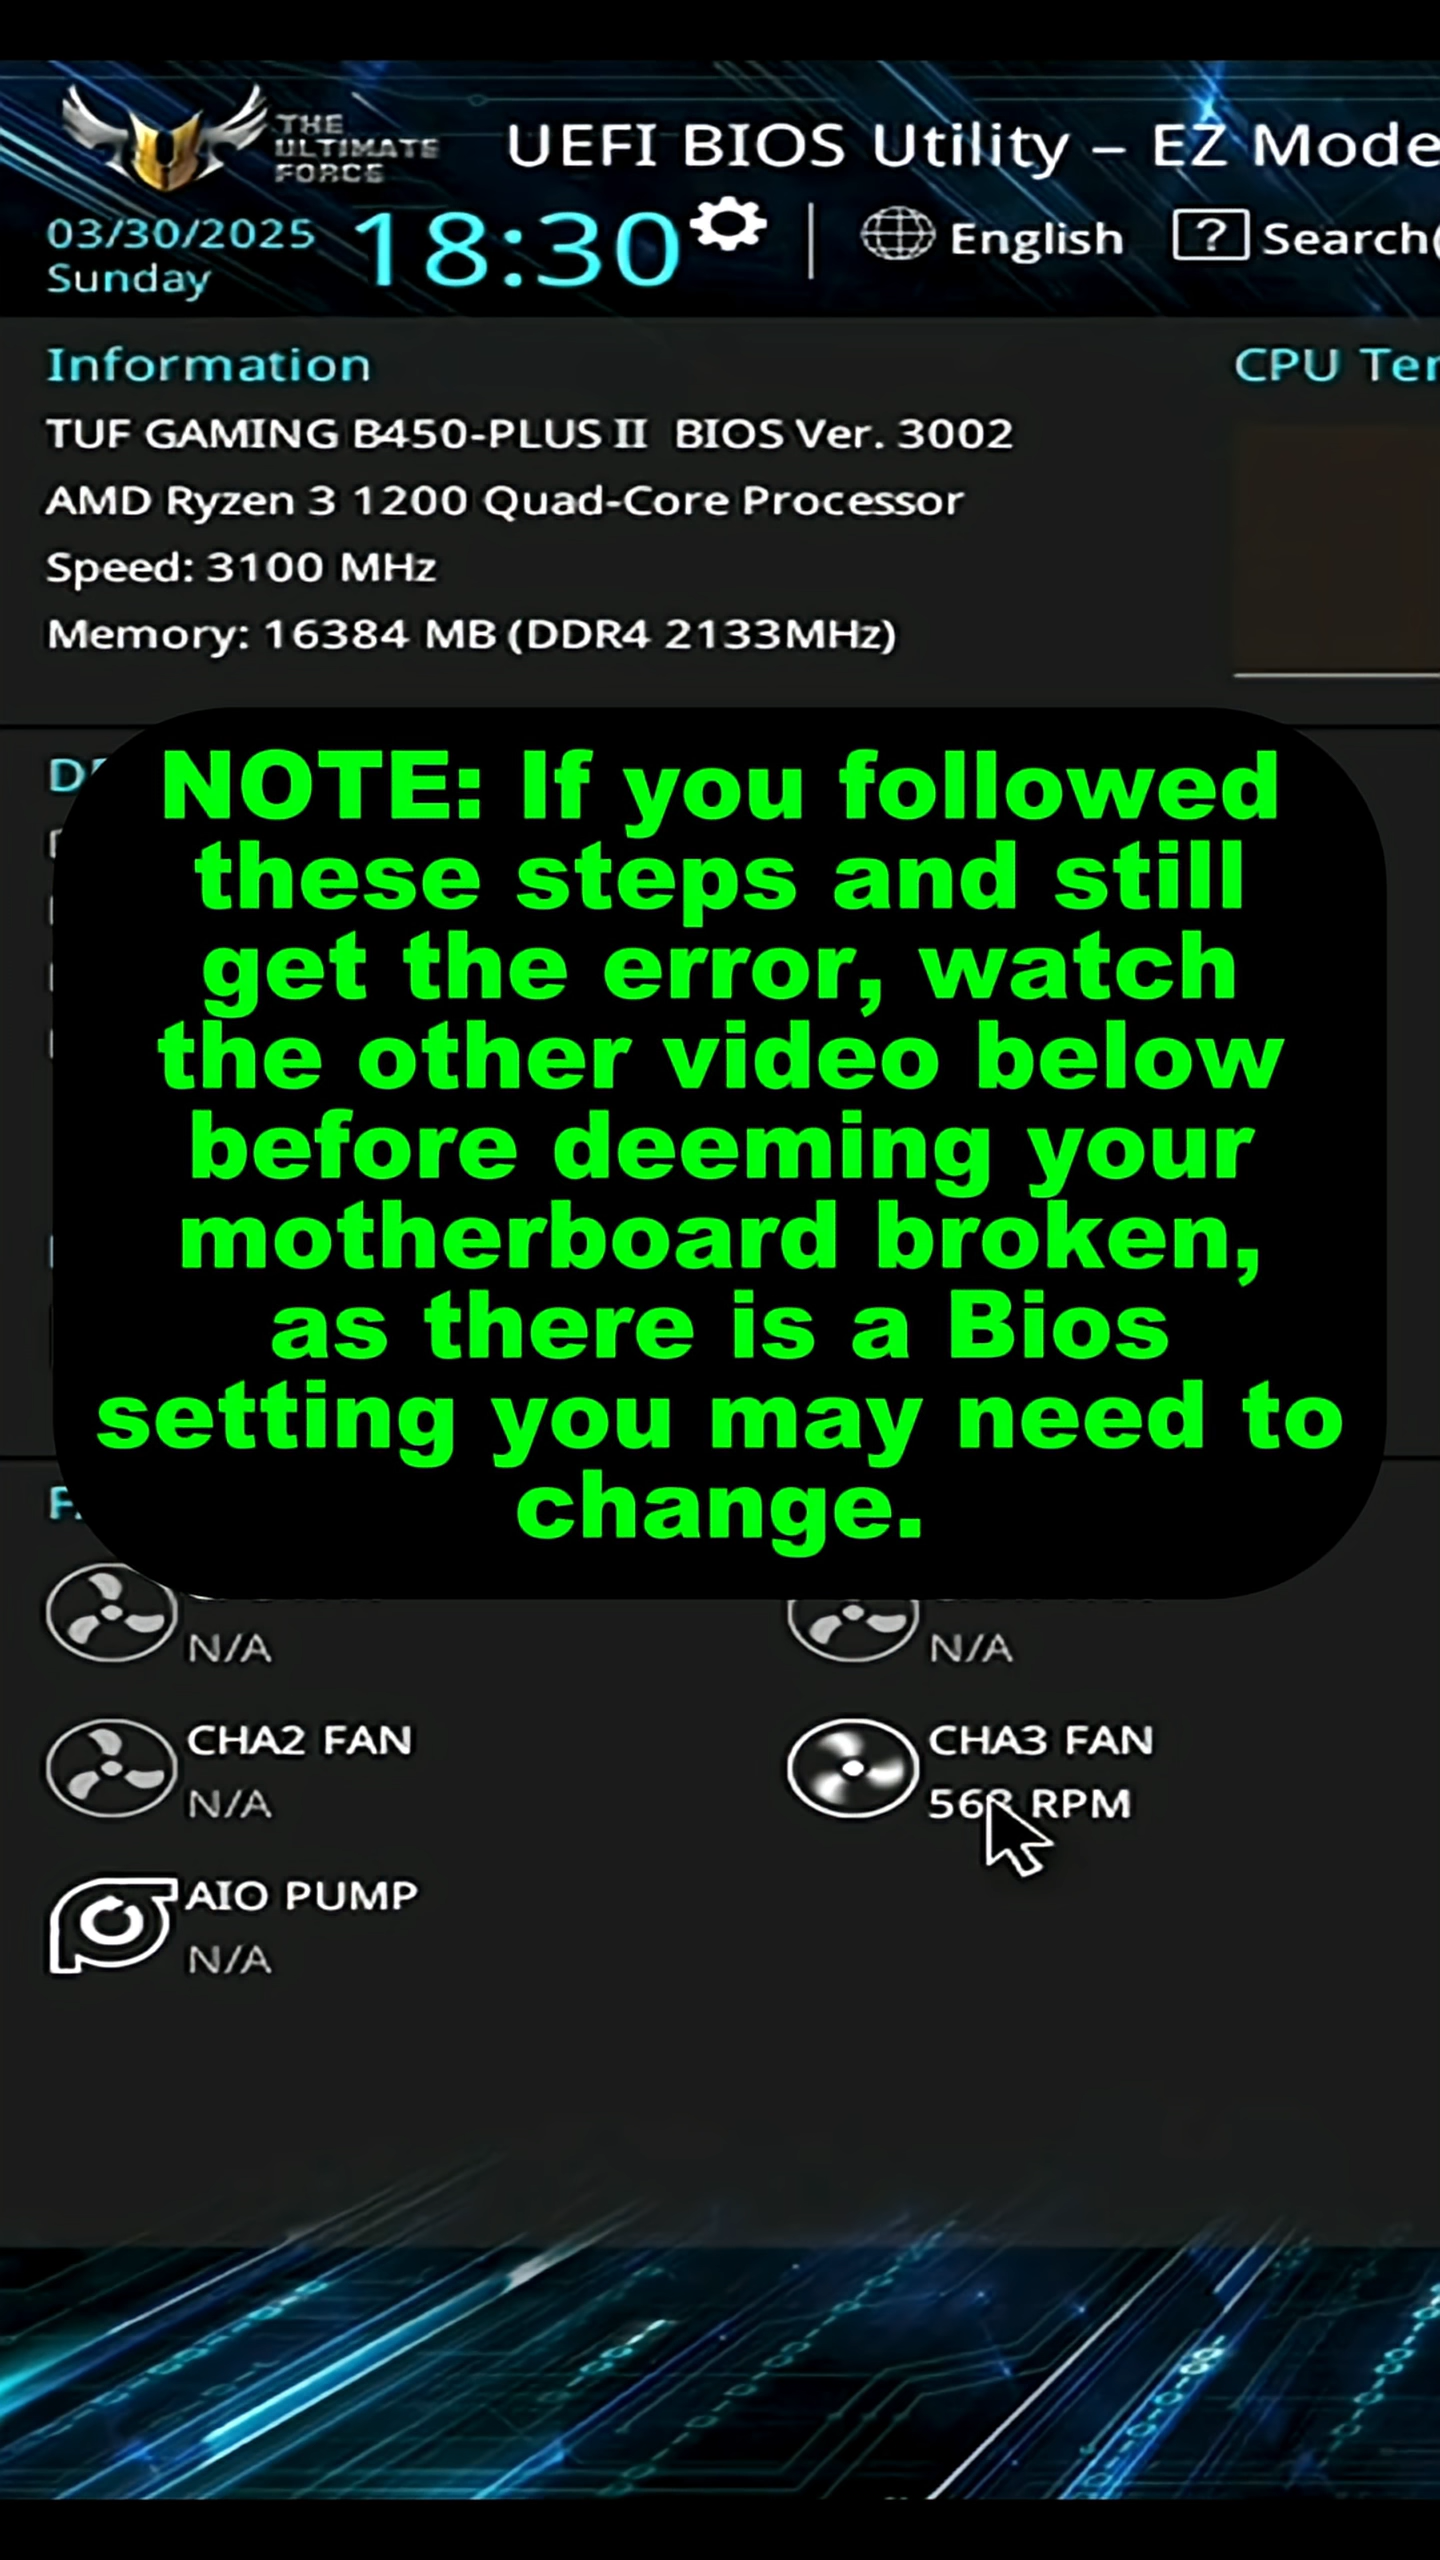 THE
ULTIMATE
FORCE
UEFI BIOS Utility – EZ Mode
03/30/2025
Sunday
18:30
English
? Search(
Information
TUF GAMING B450-PLUS II BIOS Ver. 3002
AMD Ryzen 3 1200 Quad-Core Processor
Speed: 3100 MHz
Memory: 16384 MB (DDR4 2133MHz)
CPU
NOTE: If you followed
these steps and still
get the error, watch
the other video below
before deeming your
motherboard broken,
as there is a Bios
setting you may need to
change.
N/A
N/A
CHA2 FAN
N/A
CHA3 FAN
RPM
AIO PUMP
N/A